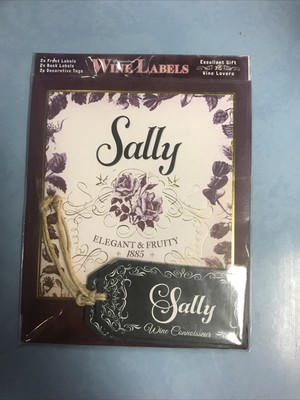 2x Front Labels
2x Back Labels
2x Decorative Tags
WINE LABELS
Excellent Gift
For
Wine Lovers
Sally
ELEGANT & FRUITY
1885
Sally
Wine Connoisseur